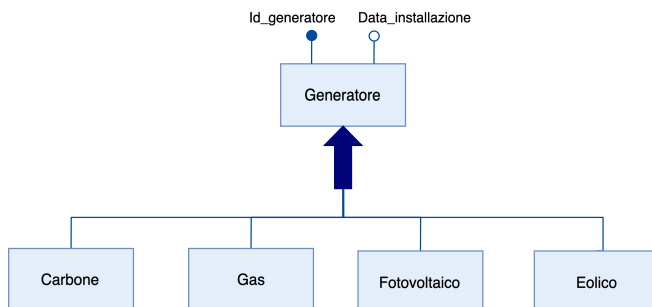 Id_generatore
Data_installazione
Generatore
Carbone
Gas
Fotovoltaico
Eolico